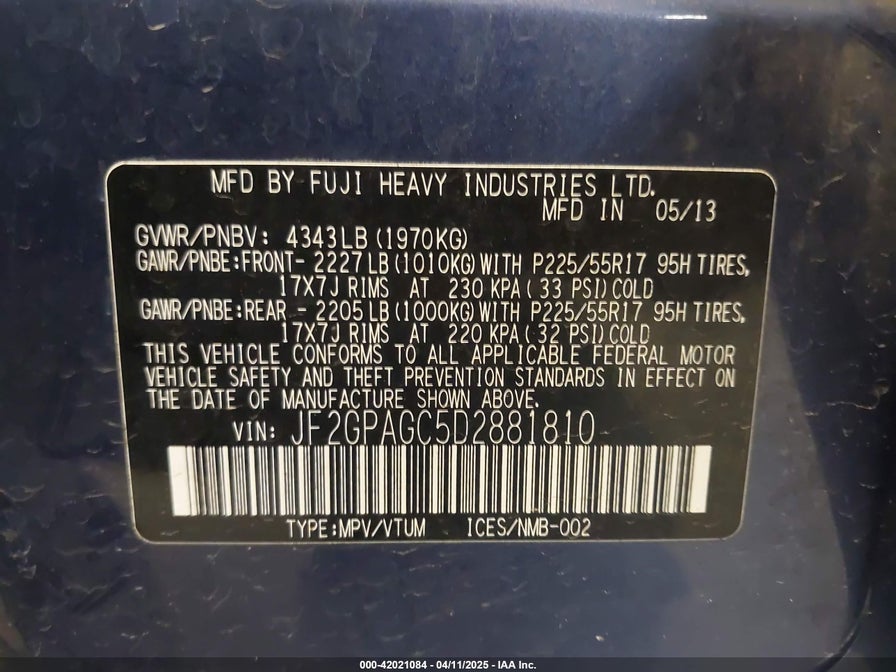 MFD BY FUJI HEAVY INDUSTRIES LTD.
MFD IN 05/13
GVWR/PNBV: 4343LB (1970KG)
GAWR/PNBE:FRONT- 2227LB(1010KG)WITH P225/55R17 95H TIRES,
17X7J RIMS AT 230 KPA( 33 PSI)COLD
GAWR/PNBE:REAR - 2205LB(1000KG)WITH P225/55R17 95H TIRES,
17X7J RIMS AT 220 KPA( 32 PSI)COLD
THIS VEHICLE CONFORMS TO ALL APPLICABLE FEDERAL MOTOR
VEHICLE SAFETY AND THEFT PREVENTION STANDARDS IN EFFECT ON
THE DATE OF MANUFACTURE SHOWN ABOVE.
VIN: JF2GPAGC5D2881810
TYPE:MPV/VTUM ICES/NMB-002
000-42021084 - 04/11/2025 - IAA Inc.